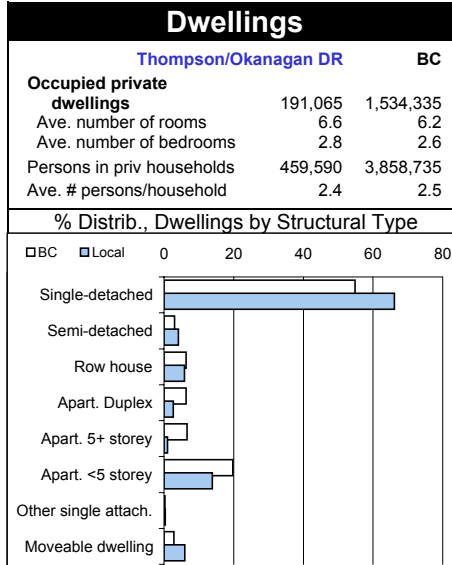 Dwellings
Thompson/Okanagan DR BC
Occupied private
dwellings 191,065 1,534,335
Ave. number of rooms 6.6 6.2
Ave. number of bedrooms 2.8 2.6
Persons in priv households 459,590 3,858,735
Ave. # persons/household 2.4 2.5
% Distrib., Dwellings by Structural Type
BC Local 0 20 40 60 80
Single-detached
Semi-detached
Row house
Apart. Duplex
Apart. 5+ storey
Apart. <5 storey
Other single attach.
Moveable dwelling